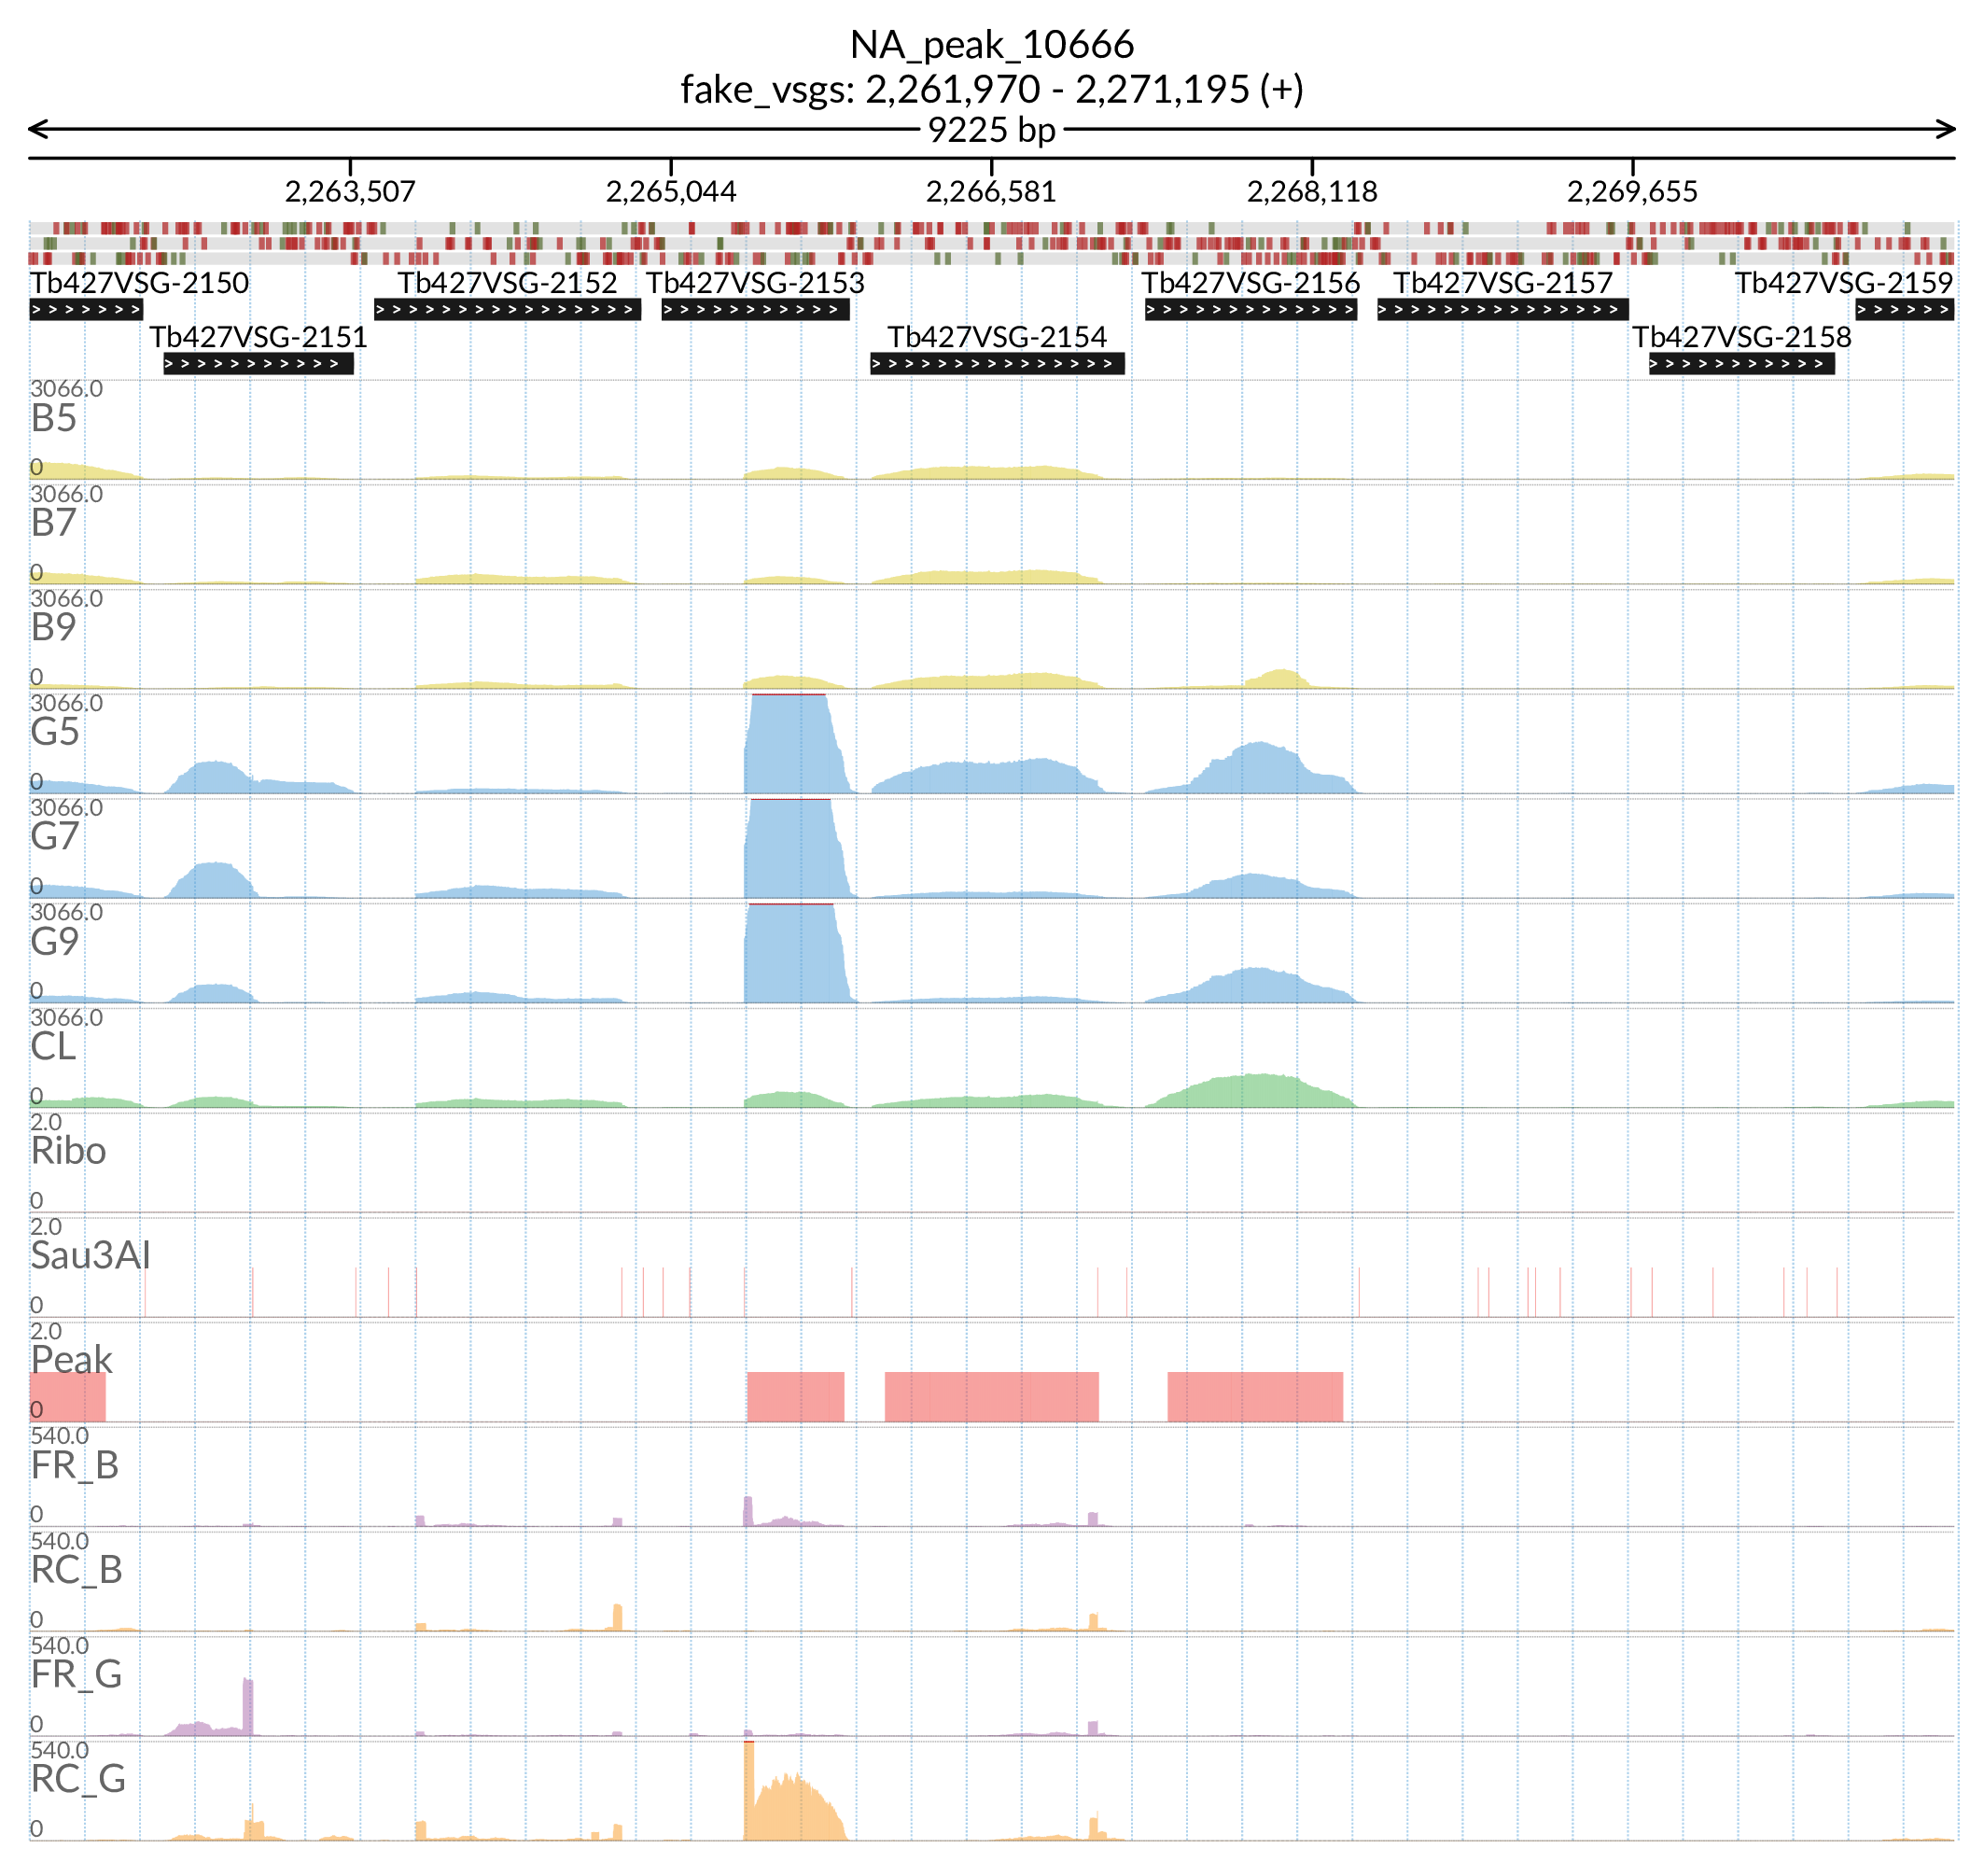 NA_peak_10666
fake_vsgs: 2,261,970 - 2,271,195 (+)
9225 bp
2,263,507 2,265,044 2,266,581 2,268,118 2,269,655
Tb427VSG-2150 Tb427VSG-2152 Tb427VSG-2153 Tb427VSG-2156 Tb427VSG-2157 Tb427VSG-2159
Tb427VSG-2151 Tb427VSG-2154 Tb427VSG-2158
3066.0
B5
0
3066.0
B7
0
3066.0
B9
0
3066.0
G5
0
3066.0
G7
0
3066.0
G9
0
3066.0
CL
0
2.0
Ribo
0
2.0
Sau3AI
0
2.0
Peak
0
540.0
FR_B
0
540.0
RC_B
0
540.0
FR_G
0
540.0
RC_G
0